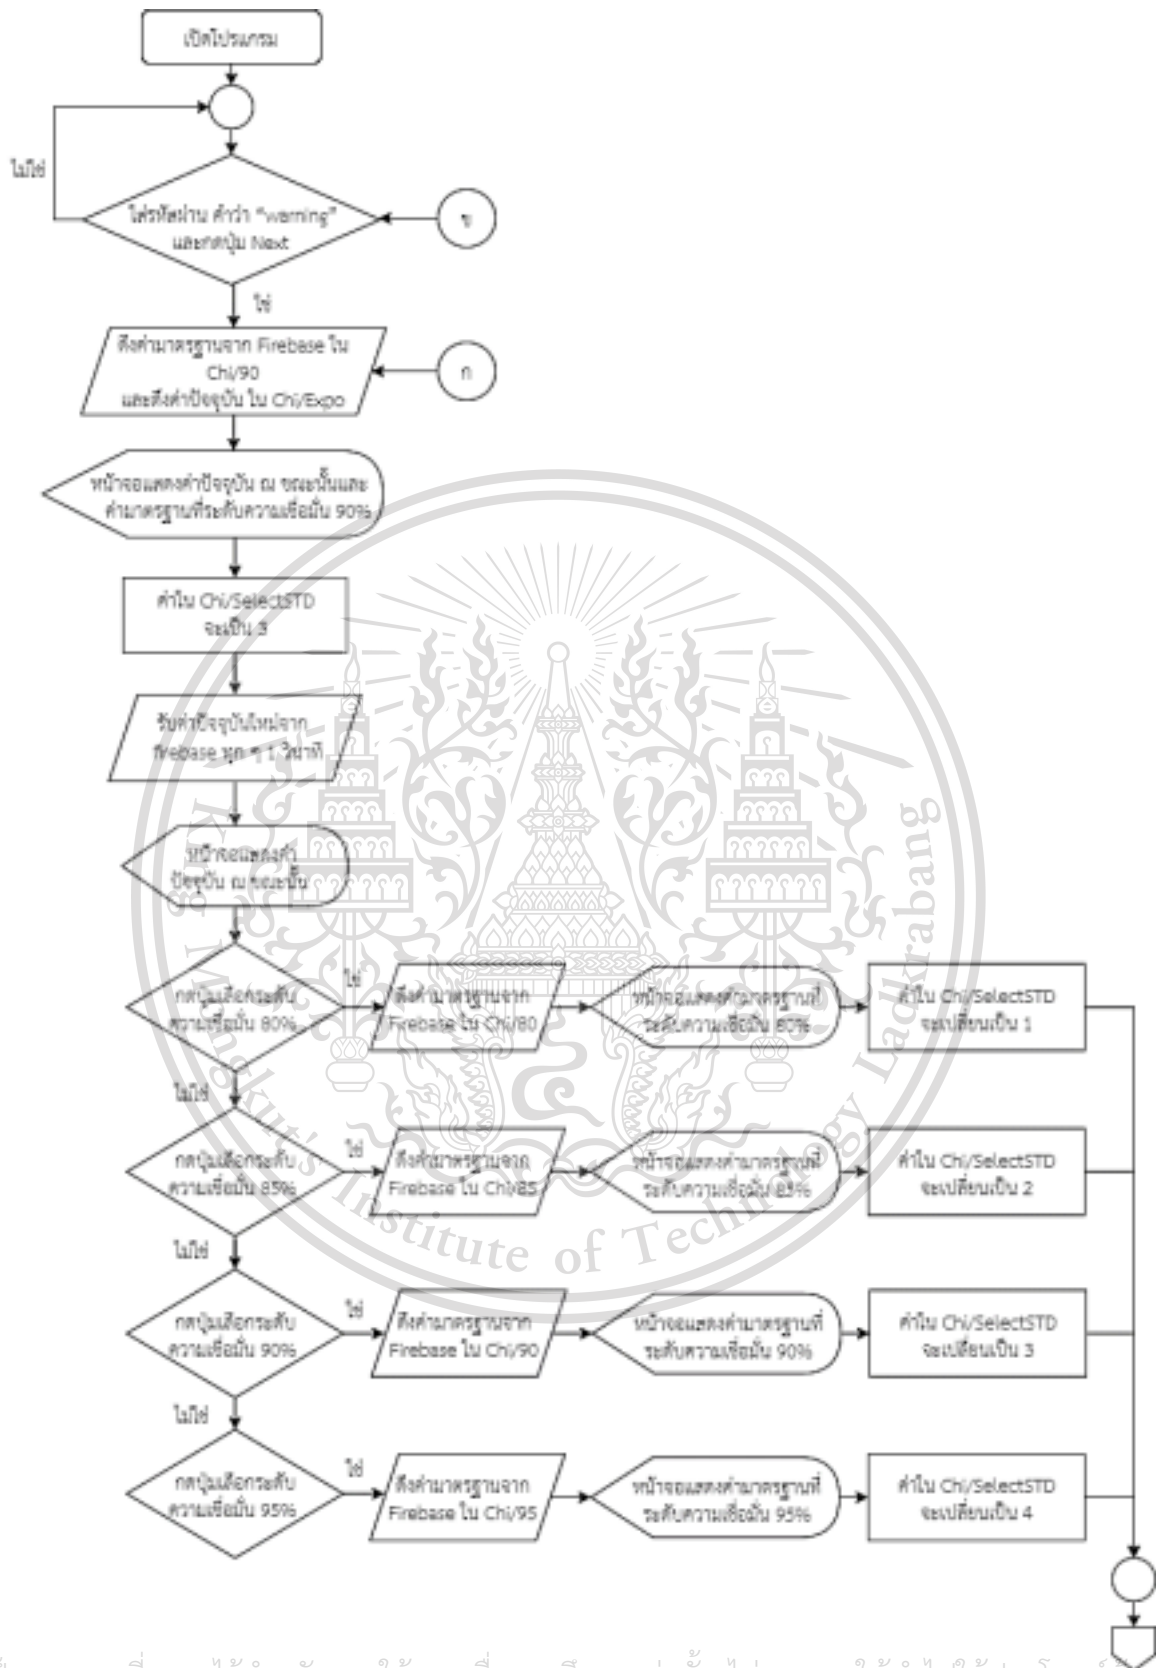 เปิดโปรแกรม
ไม่ใช่
ใส่รหัสผ่าน คำว่า “warning”
และกดปุ่ม Next
ข
ใช่
ดึงค่ามาตรฐานจาก Firebase ใน
Chi/90
และดึงค่าปัจจุบัน ใน Chi/Expo
ก
หน้าจอแสดงค่าปัจจุบัน ณ ขณะนั้นและ
ค่ามาตรฐานที่ระดับความเชื่อมั่น 90%
ค่าใน Chi/SelectSTD
จะเป็น 3
รับค่าปัจจุบันใหม่จาก
firebase ทุก ๆ 1 วินาที
หน้าจอแสดงค่า
ปัจจุบัน ณ ขณะนั้น
กดปุ่มเลือกระดับ
ความเชื่อมั่น 80%
ใช่
ดึงค่ามาตรฐานจาก
Firebase ใน Chi/80
หน้าจอแสดงค่ามาตรฐานที่
ระดับความเชื่อมั่น 80%
ค่าใน Chi/SelectSTD
จะเปลี่ยนเป็น 1
ไม่ใช่
กดปุ่มเลือกระดับ
ความเชื่อมั่น 85%
ใช่
ดึงค่ามาตรฐานจาก
Firebase ใน Chi/85
หน้าจอแสดงค่ามาตรฐานที่
ระดับความเชื่อมั่น 85%
ค่าใน Chi/SelectSTD
จะเปลี่ยนเป็น 2
ไม่ใช่
กดปุ่มเลือกระดับ
ความเชื่อมั่น 90%
ใช่
ดึงค่ามาตรฐานจาก
Firebase ใน Chi/90
หน้าจอแสดงค่ามาตรฐานที่
ระดับความเชื่อมั่น 90%
ค่าใน Chi/SelectSTD
จะเปลี่ยนเป็น 3
ไม่ใช่
กดปุ่มเลือกระดับ
ความเชื่อมั่น 95%
ใช่
ดึงค่ามาตรฐานจาก
Firebase ใน Chi/95
หน้าจอแสดงค่ามาตรฐานที่
ระดับความเชื่อมั่น 95%
ค่าใน Chi/SelectSTD
จะเปลี่ยนเป็น 4
King Mongkut's Institute of Technology Ladkrabang